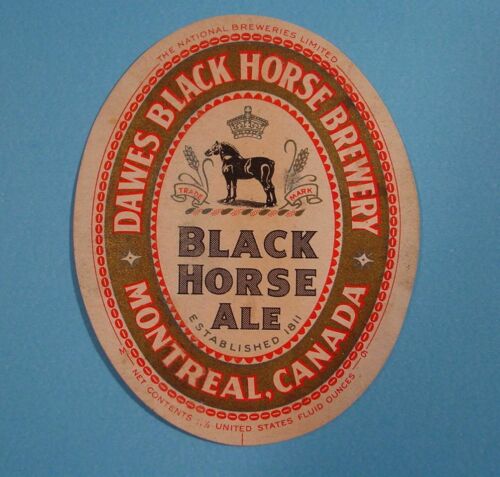 THE NATIONAL BREWERIES LIMITED
DAWES BLACK HORSE BREWERY
TRADE MARK
BLACK
HORSE
ALE
ESTABLISHED 1811
MONTREAL, CANADA
NET CONTENTS UNITED STATES FLUID OUNCES